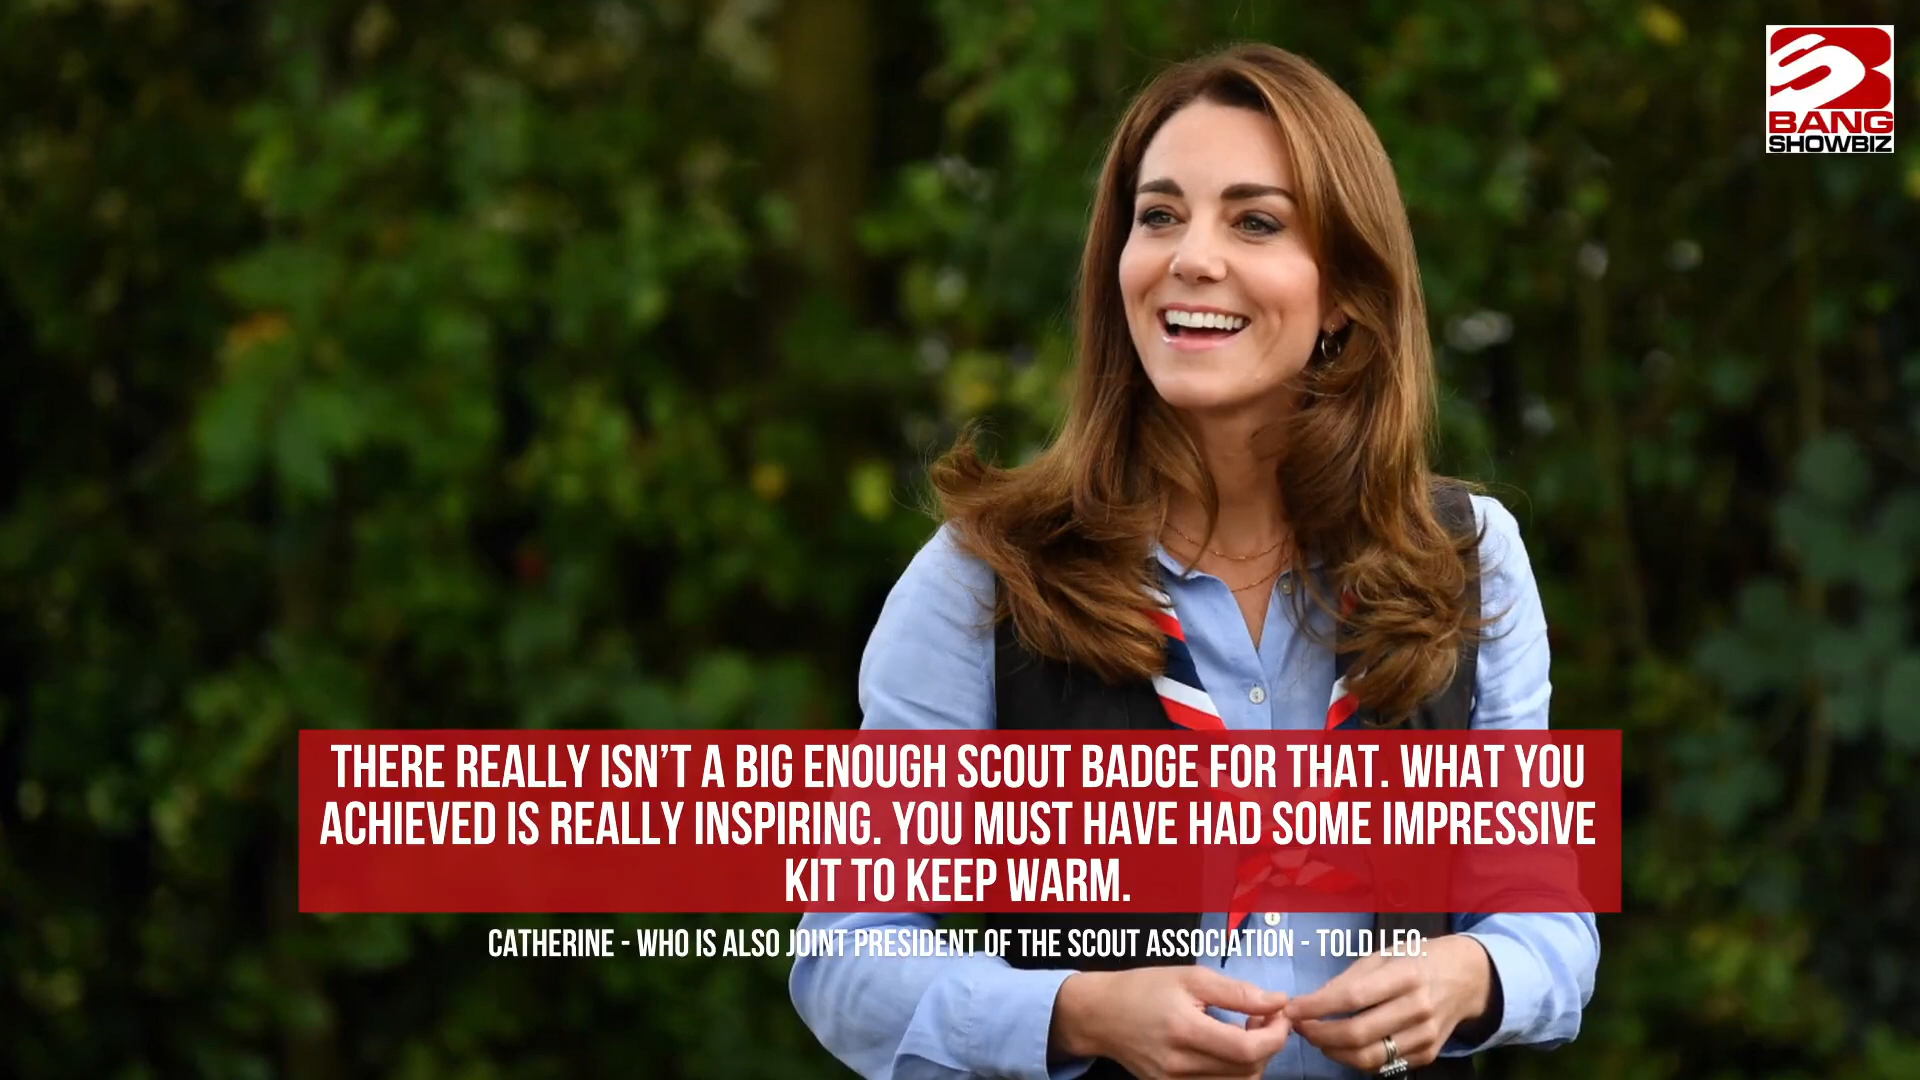 BANG
SHOWBIZ
THERE REALLY ISN'T A BIG ENOUGH SCOUT BADGE FOR THAT. WHAT YOU
ACHIEVED IS REALLY INSPIRING. YOU MUST HAVE HAD SOME IMPRESSIVE
KIT TO KEEP WARM.
CATHERINE - WHO IS ALSO JOINT PRESIDENT OF THE SCOUT ASSOCIATION - TOLD LEO: